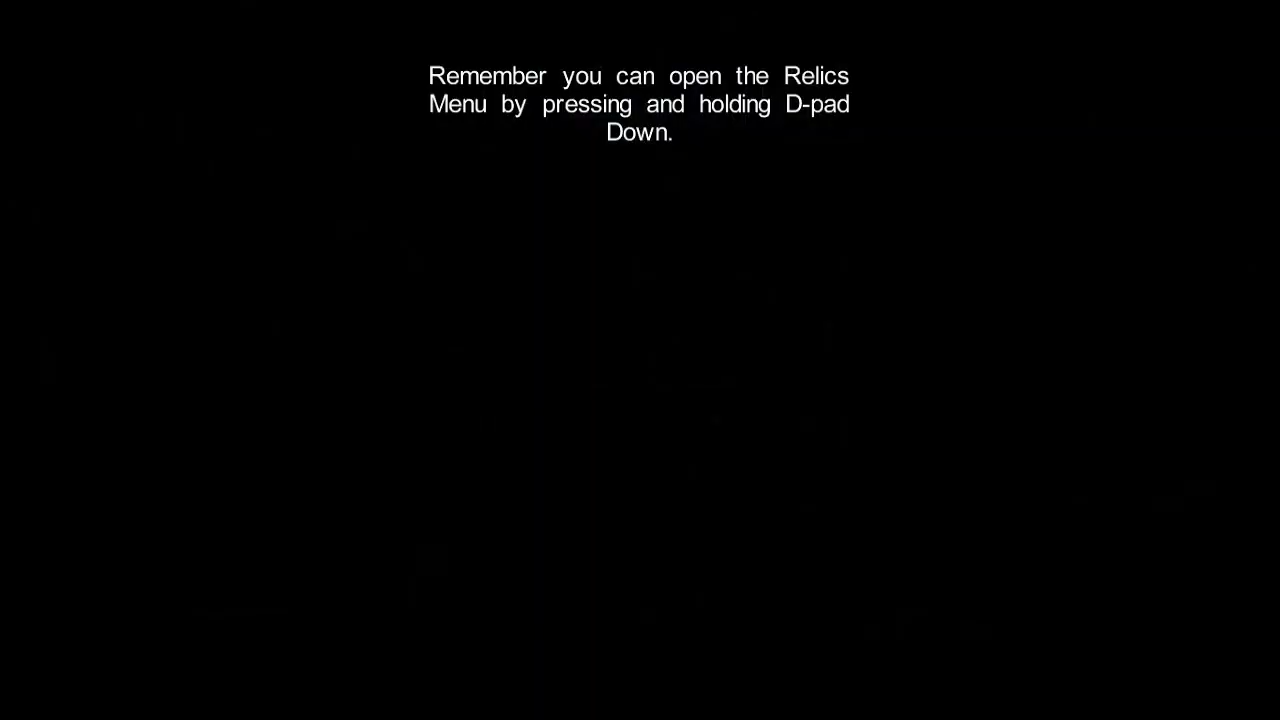 Remember you can open the Relics
Menu by pressing and holding D-pad
Down.